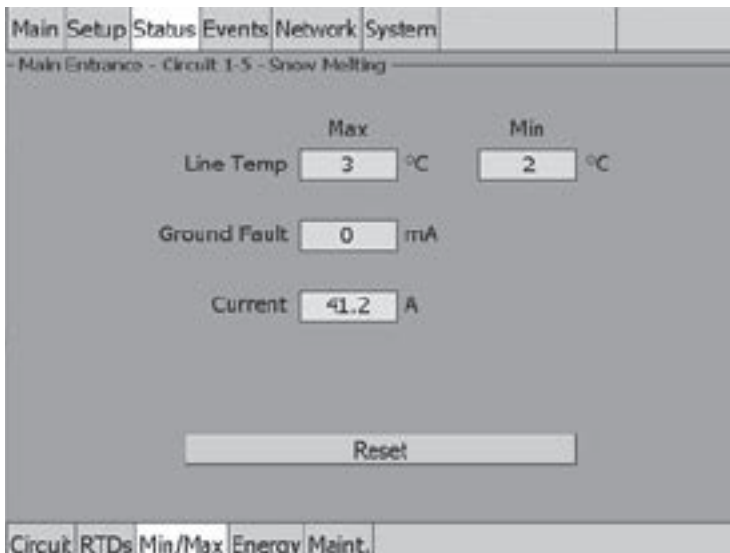 Main Setup Status Events Network System
Main Entrance - Circuit 1-5 - Snow Melting
Max Min
Line Temp 3 °C 2 °C
Ground Fault 0 mA
Current 41.2 A
Reset
Circuit RTDs Min/Max Energy Maint.